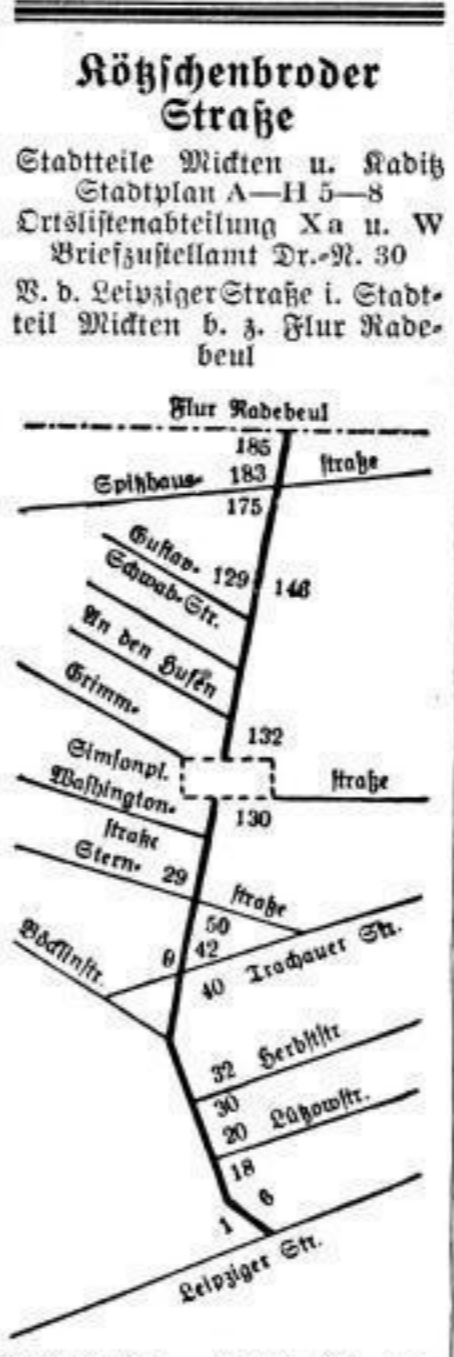 Kötzschenbroder
Straße
Stadtteile Mickten u. Kaditz
Stadtplan A—H 5—8
Ortslistenabteilung Xa u. W
Briefzustellamt Dr.-N. 30
V. d. Leipziger Straße i. Stadt-
teil Mickten b. z. Flur Rade-
beul
Flur Radebeul
185
Spitzhaus- 183 straße
175
Gustav- 129 146
Schwab-Str.
An den Hufen
Grimm-
132
Simsonpl.
Washington- straße
130
straße
Stern- 29 straße
50
Böcklinstr. 9 42
40 Trachauer Str.
32 Herbststr
30
20 Lützowstr.
18
6
1
Leipziger Str.